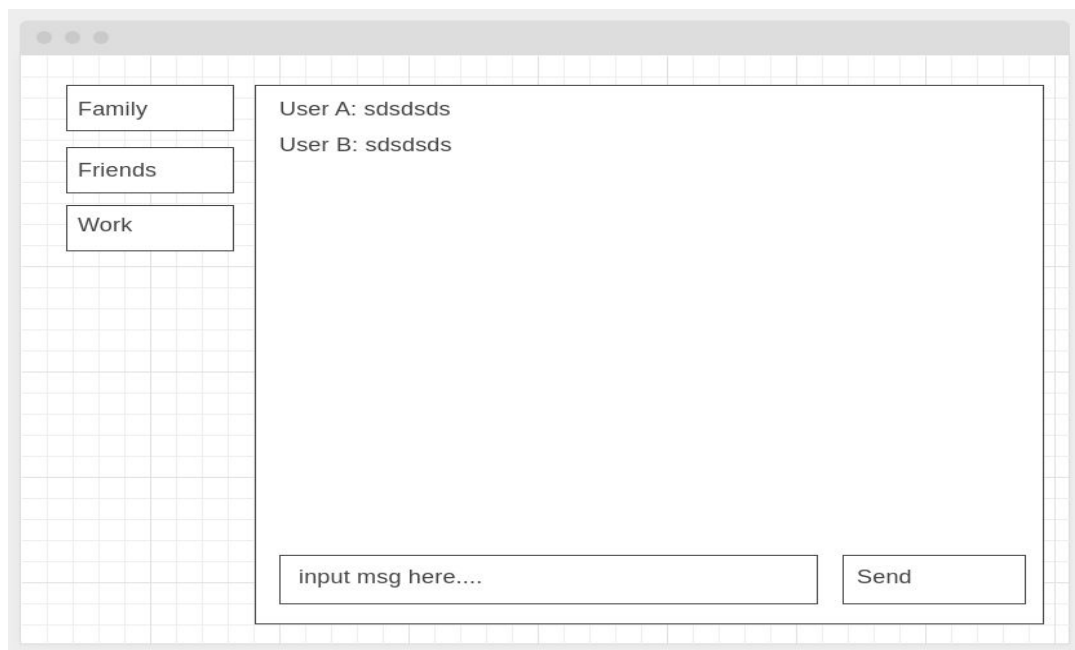 Family
Friends
Work
User A: sdsdsds
User B: sdsdsds
input msg here....
Send